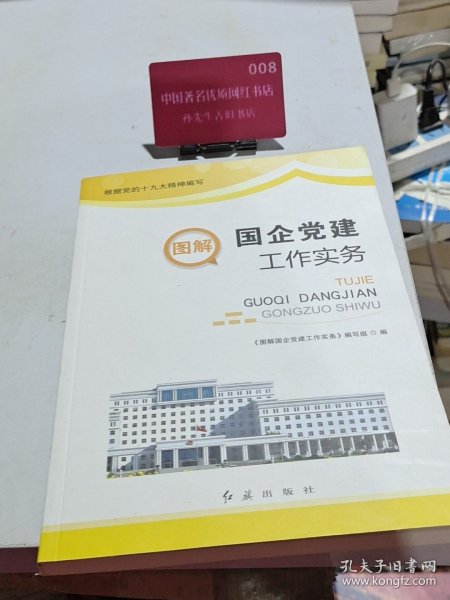 008
中国著名优质网红书店
孙先生古旧书店
根据党的十九大精神编写
图解
国企党建
工作实务
TUJIE
GUOQI DANGJIAN
GONGZUO SHIWU
《图解国企党建工作实务》编写组 编
红旗出版社
孔夫子旧书网
www.kongfz.com